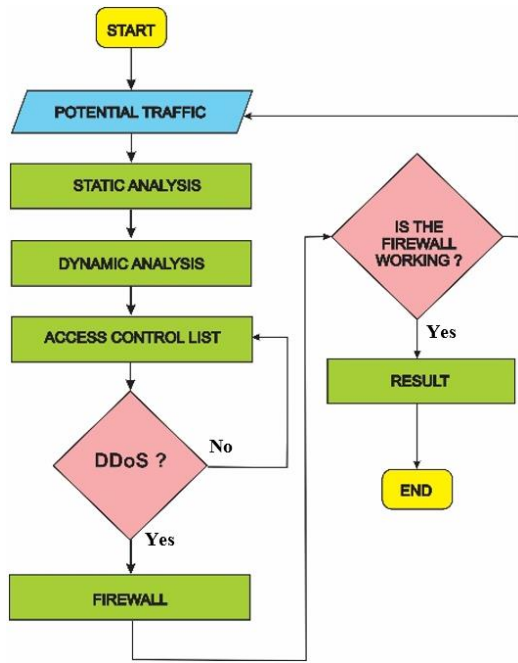 START
POTENTIAL TRAFFIC
STATIC ANALYSIS
DYNAMIC ANALYSIS
ACCESS CONTROL LIST
DDoS ?
No
Yes
FIREWALL
IS THE
FIREWALL
WORKING ?
Yes
RESULT
END